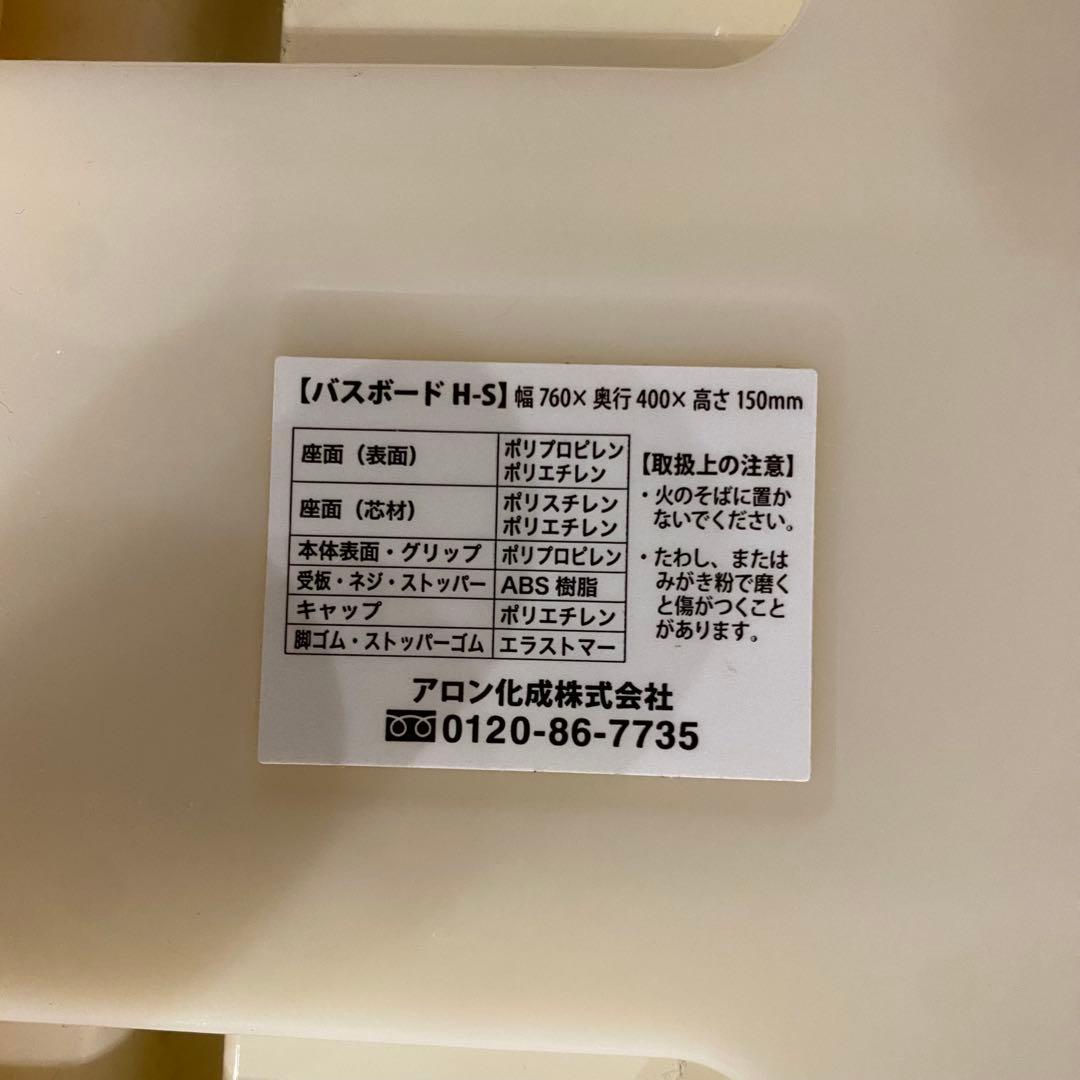 【バスボード H-S】幅 760× 奥行 400× 高さ 150mm
座面（表面）
ポリプロピレン
ポリエチレン
座面（芯材）
ポリスチレン
ポリエチレン
本体表面・グリップ ポリプロピレン
受板・ネジ・ストッパー ABS 樹脂
キャップ ポリエチレン
脚ゴム・ストッパーゴム エラストマー
【取扱上の注意】
・火のそばに置か
ないでください。
・たわし、または
みがき粉で磨く
と傷がつくこと
があります。
アロン化成株式会社
0120-86-7735